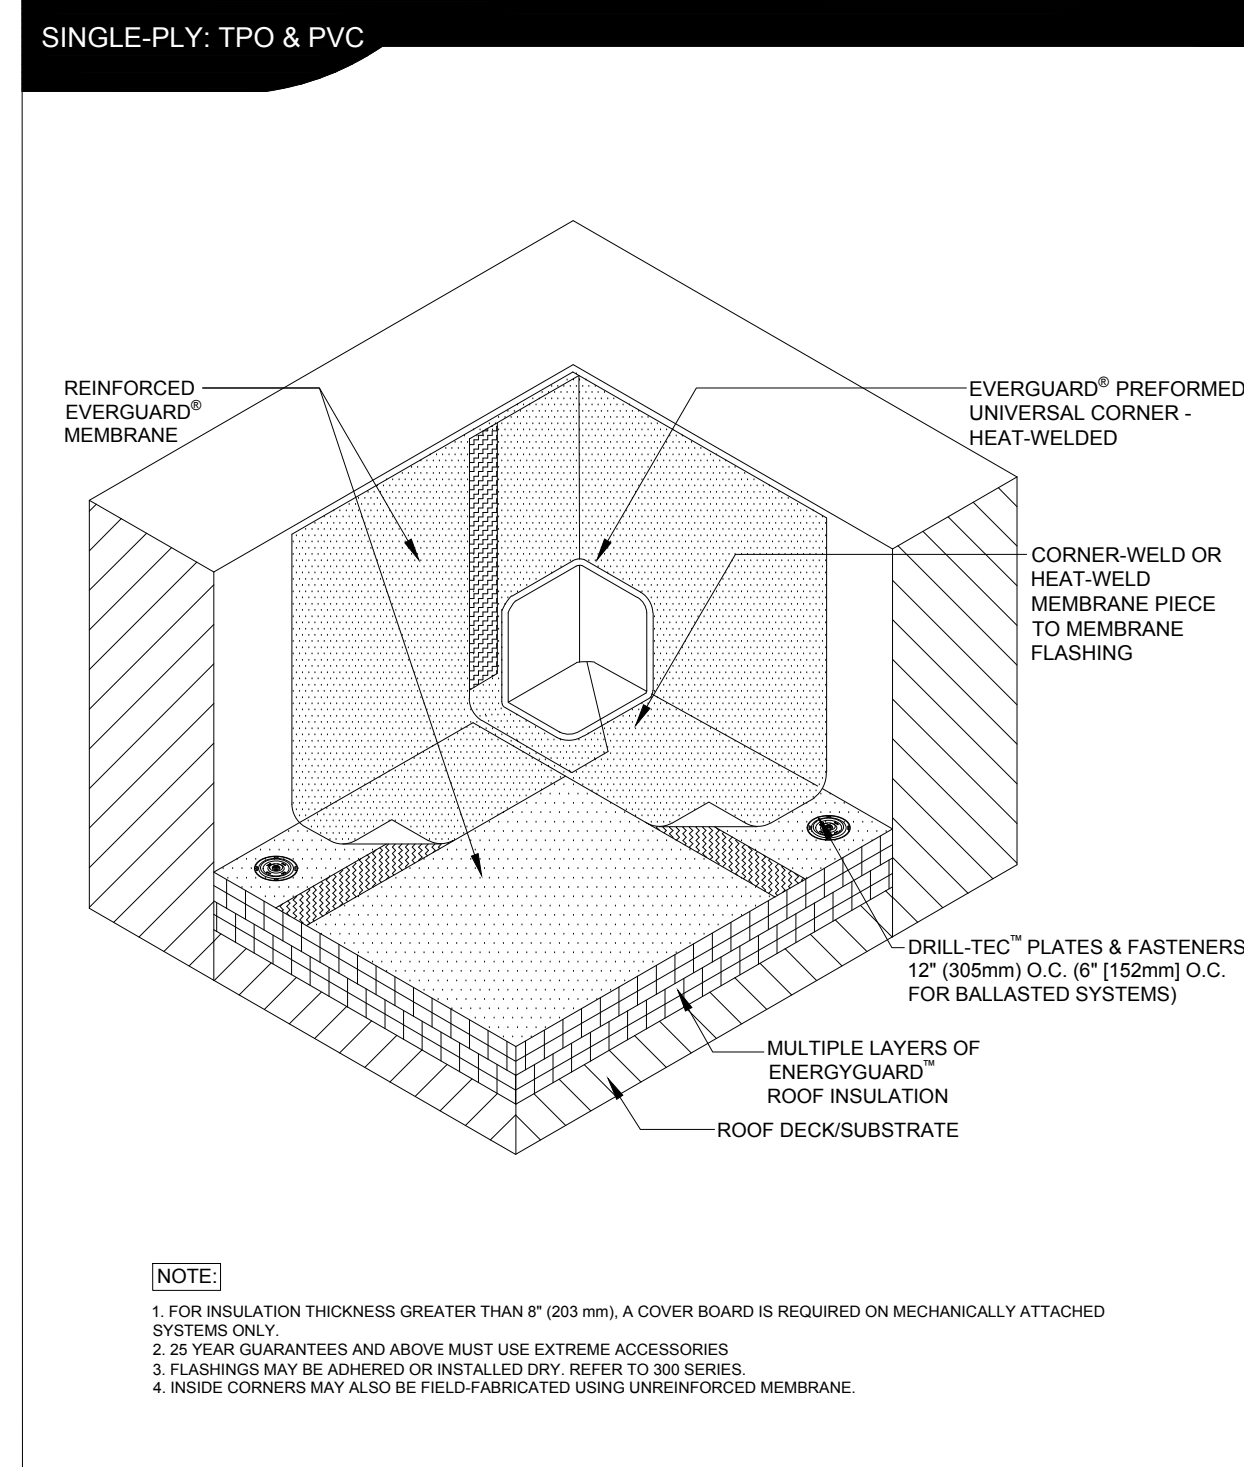 SINGLE-PLY: TPO & PVC
REINFORCED
EVERGUARD®
MEMBRANE
EVERGUARD® PREFORMED
UNIVERSAL CORNER -
HEAT-WELDED
CORNER-WELD OR
HEAT-WELD
MEMBRANE PIECE
TO MEMBRANE
FLASHING
DRILL-TEC™ PLATES & FASTENERS
12" (305mm) O.C. (6" [152mm] O.C.
FOR BALLASTED SYSTEMS)
MULTIPLE LAYERS OF
ENERGYGUARD™
ROOF INSULATION
ROOF DECK/SUBSTRATE
NOTE:
1. FOR INSULATION THICKNESS GREATER THAN 8" (203 mm), A COVER BOARD IS REQUIRED ON MECHANICALLY ATTACHED
SYSTEMS ONLY.
2. 25 YEAR GUARANTEES AND ABOVE MUST USE EXTREME ACCESSORIES
3. FLASHINGS MAY BE ADHERED OR INSTALLED DRY. REFER TO 300 SERIES.
4. INSIDE CORNERS MAY ALSO BE FIELD-FABRICATED USING UNREINFORCED MEMBRANE.